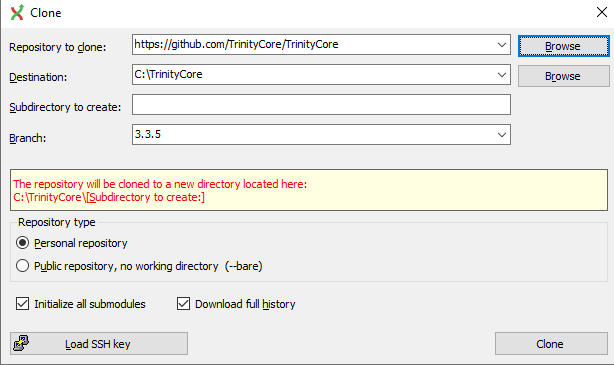 Clone
Repository to clone:
https://github.com/TrinityCore/TrinityCore
Browse
Destination:
C:\TrinityCore
Browse
Subdirectory to create:
Branch:
3.3.5
The repository will be cloned to a new directory located here:
C:\TrinityCore\[Subdirectory to create:]
Repository type
Personal repository
Public repository, no working directory (--bare)
Initialize all submodules
Download full history
Load SSH key
Clone